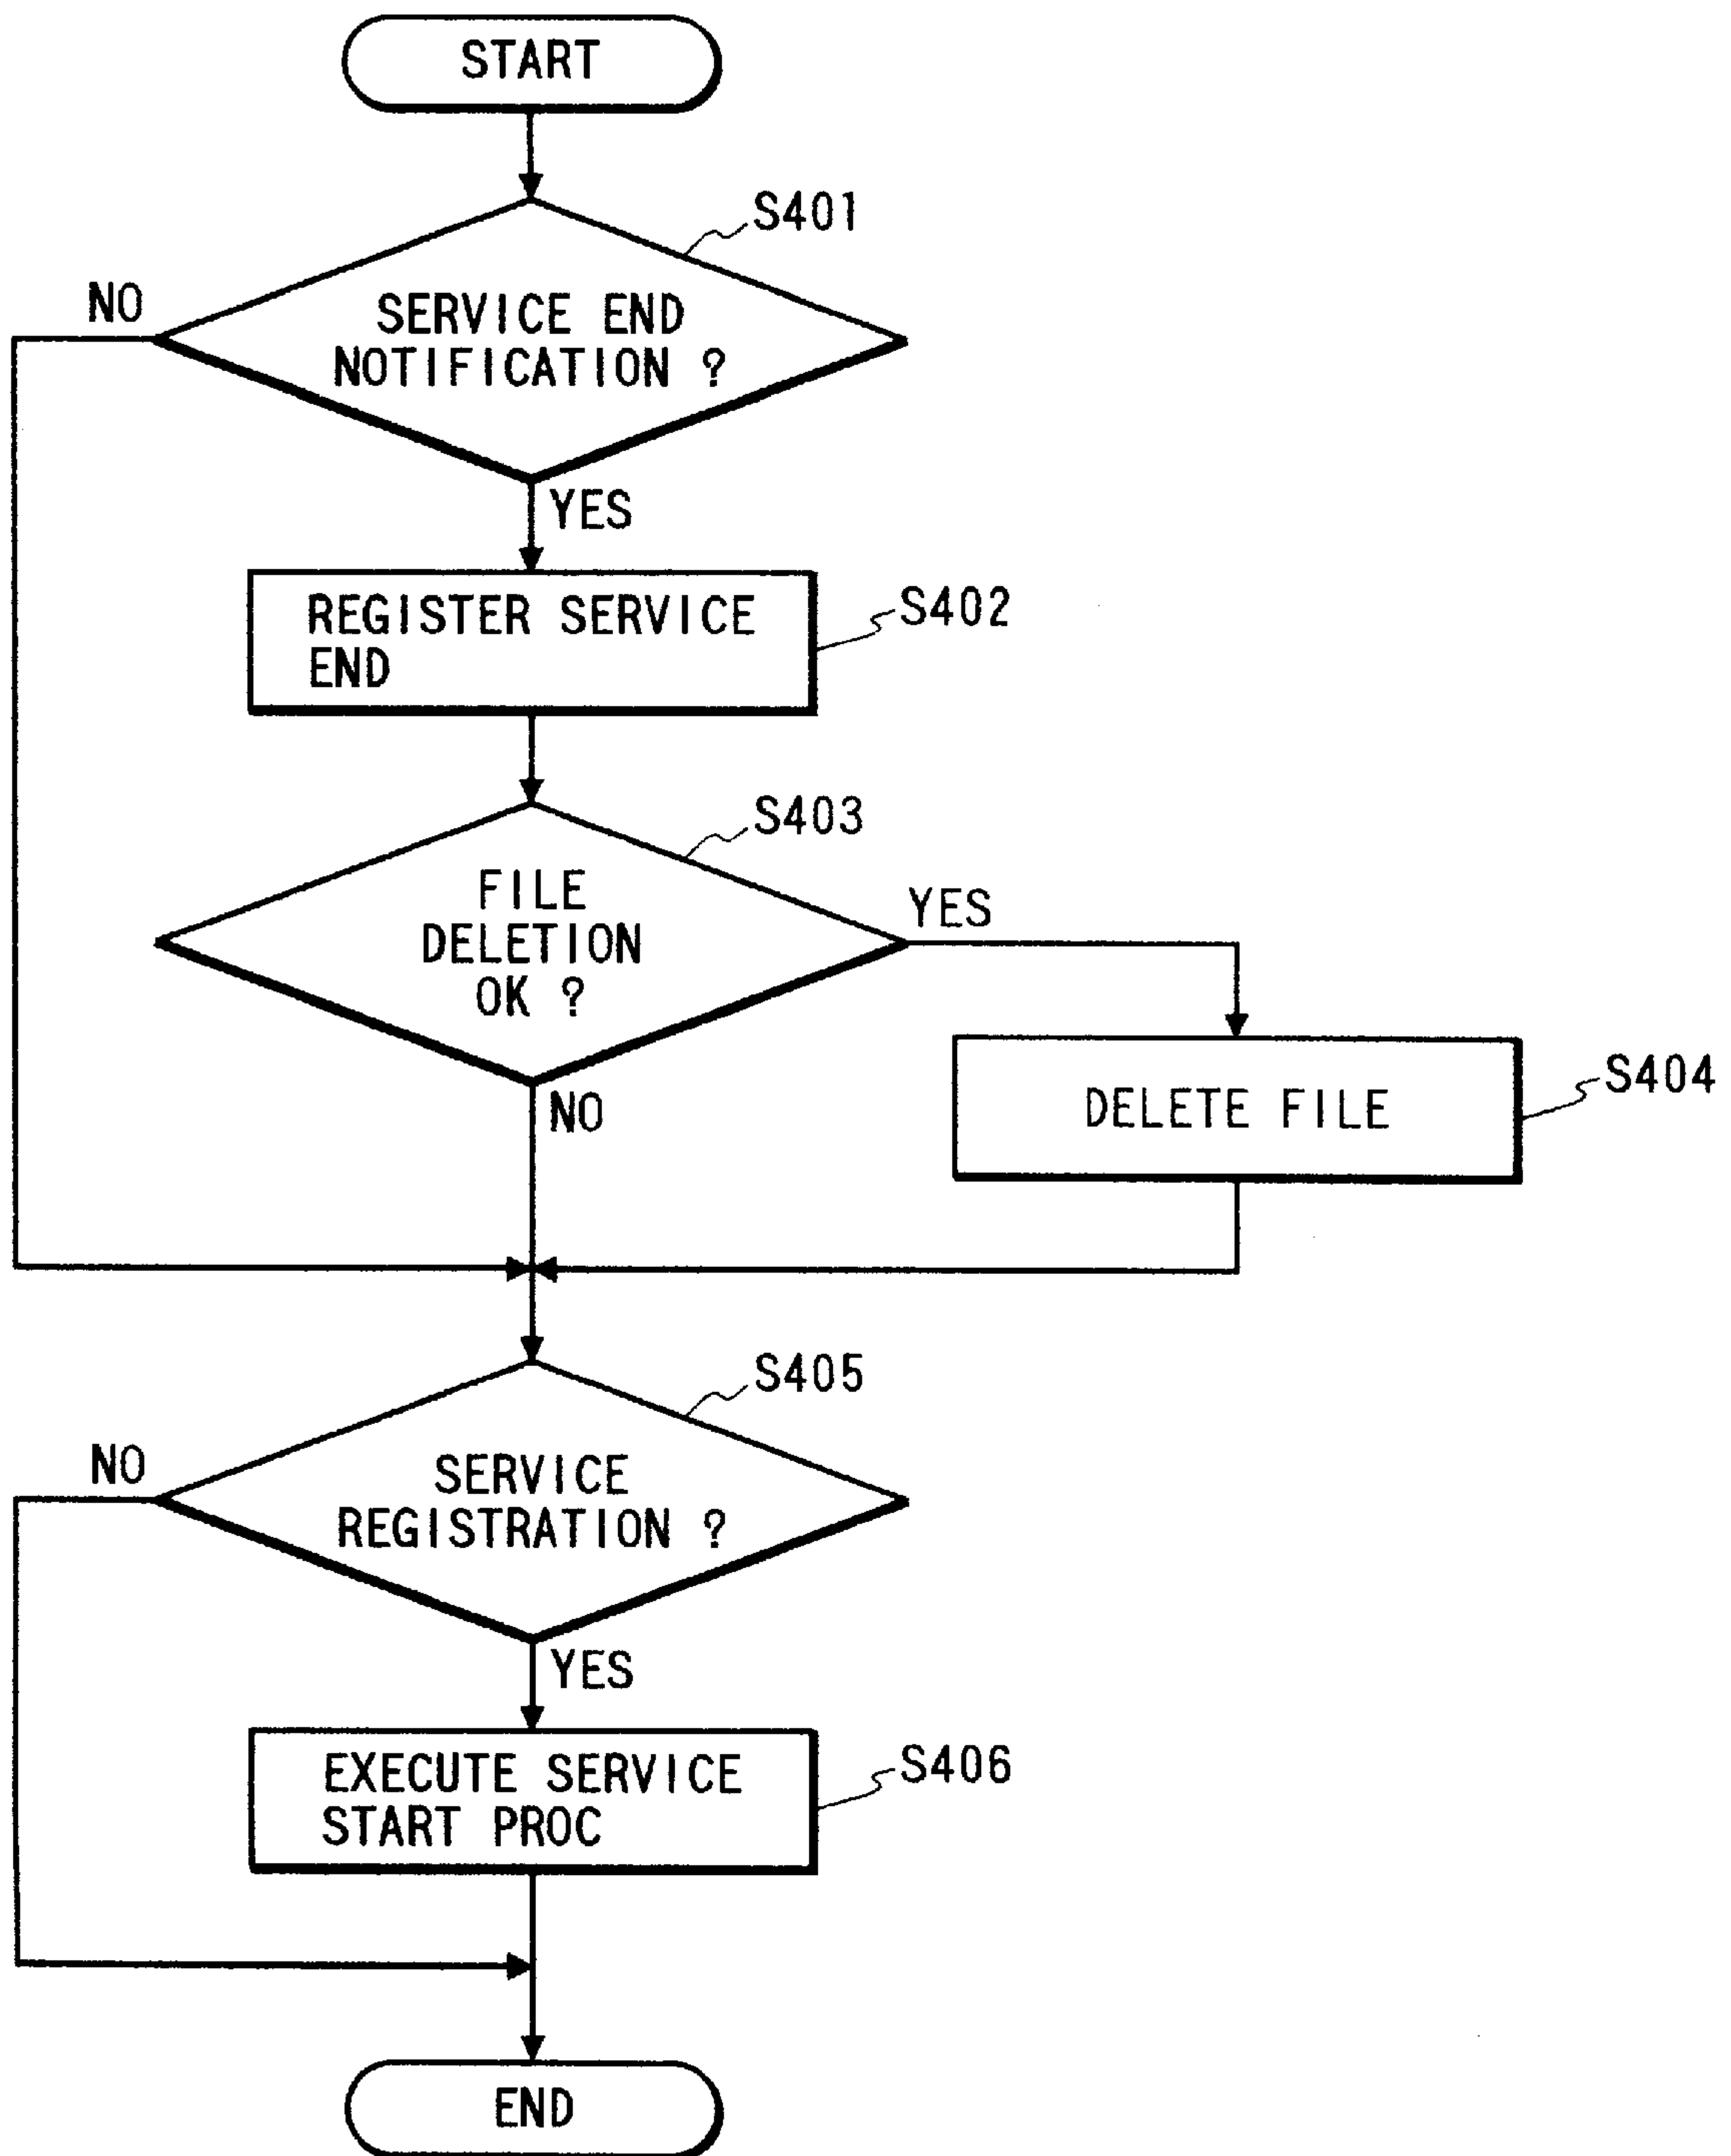 START
S401
NO
SERVICE END
NOTIFICATION ?
YES
REGISTER SERVICE
END
S402
S403
FILE
DELETION
OK ?
YES
NO
DELETE FILE
S404
S405
NO
SERVICE
REGISTRATION ?
YES
EXECUTE SERVICE
START PROC
S406
END